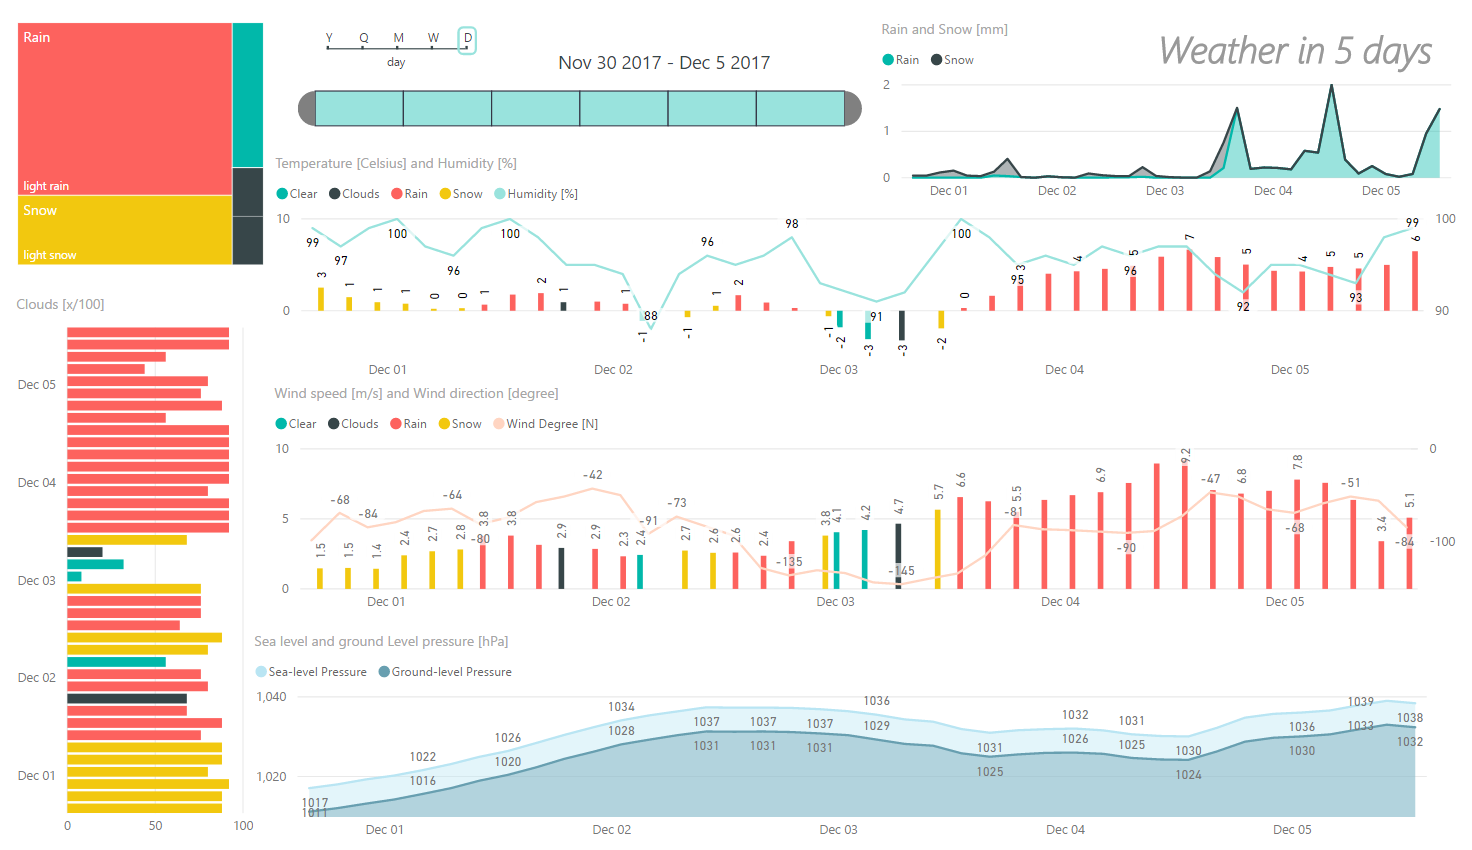 Rain
light rain
Snow
light snow
Y Q M W D
day
Nov 30 2017 - Dec 5 2017
Rain and Snow [mm]
Rain Snow
Weather in 5 days
2
1
0
Dec 01 Dec 02 Dec 03 Dec 04 Dec 05
Temperature [Celsius] and Humidity [%]
Clear Clouds Rain Snow Humidity [%]
10 100
99 97 100 96 100 96 98 100 99
3 1 1 1 0 0 1 2 1 1 -1 88 -1 1 2 -1 -2 -3 91 -3 -2 0 95 3 4 96 5 7 92 5 4 5 93 5 6
0 90
Dec 01 Dec 02 Dec 03 Dec 04 Dec 05
Clouds [x/100]
Dec 05
Dec 04
Dec 03
Dec 02
Dec 01
0 50 100
Wind speed [m/s] and Wind direction [degree]
Clear Clouds Rain Snow Wind Degree [N]
10 0
-68 -84 -64 -80 -42 -91 -73 -135 -145 -81 -90 -47 -68 -51 -84
5 -100
1.5 1.5 1.4 2.4 2.7 2.8 3.8 3.8 2.9 2.9 2.3 2.4 2.7 2.6 2.6 2.4 3.8 4.1 4.2 4.7 5.7 6.6 5.5 6.9 9.2 6.8 7.8 3.4 5.1
0
Dec 01 Dec 02 Dec 03 Dec 04 Dec 05
Sea level and ground Level pressure [hPa]
Sea-level Pressure Ground-level Pressure
1,040
1017 1022 1026 1034 1037 1037 1037 1036 1031 1032 1031 1030 1036 1039 1038
1,020
1011 1016 1020 1028 1031 1031 1031 1029 1025 1026 1025 1024 1030 1033 1032
Dec 01 Dec 02 Dec 03 Dec 04 Dec 05